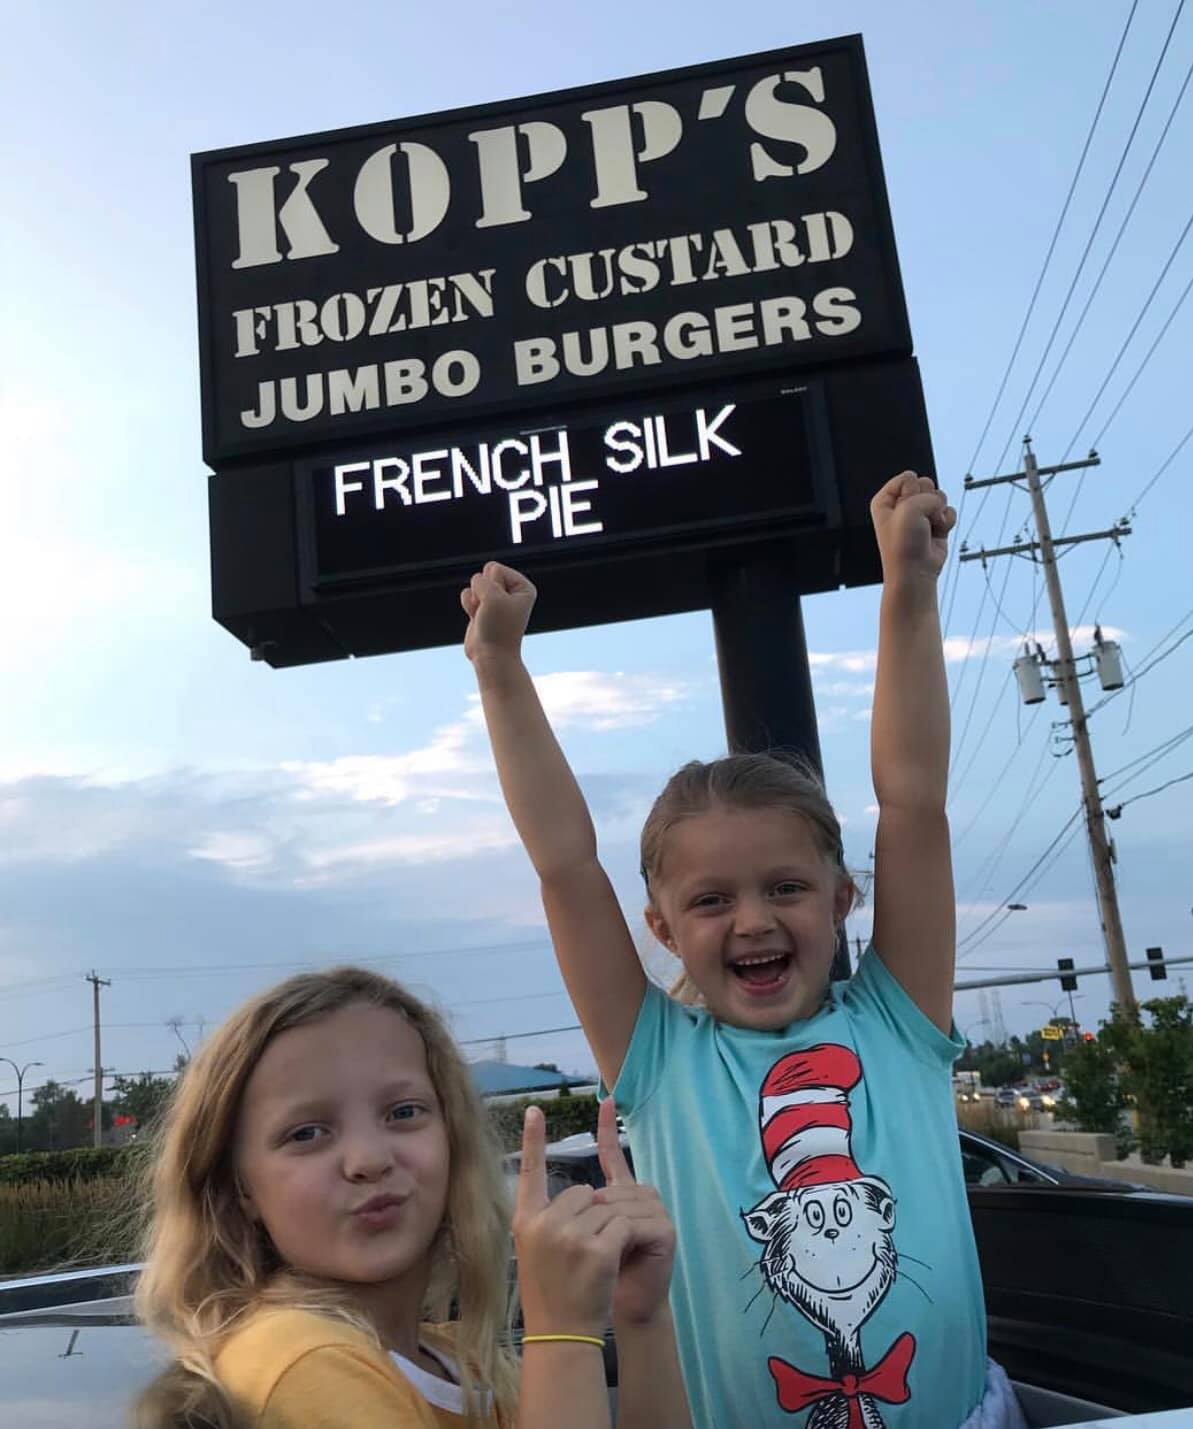 KOPP'S
FROZEN CUSTARD
JUMBO BURGERS
FRENCH SILK
PIE